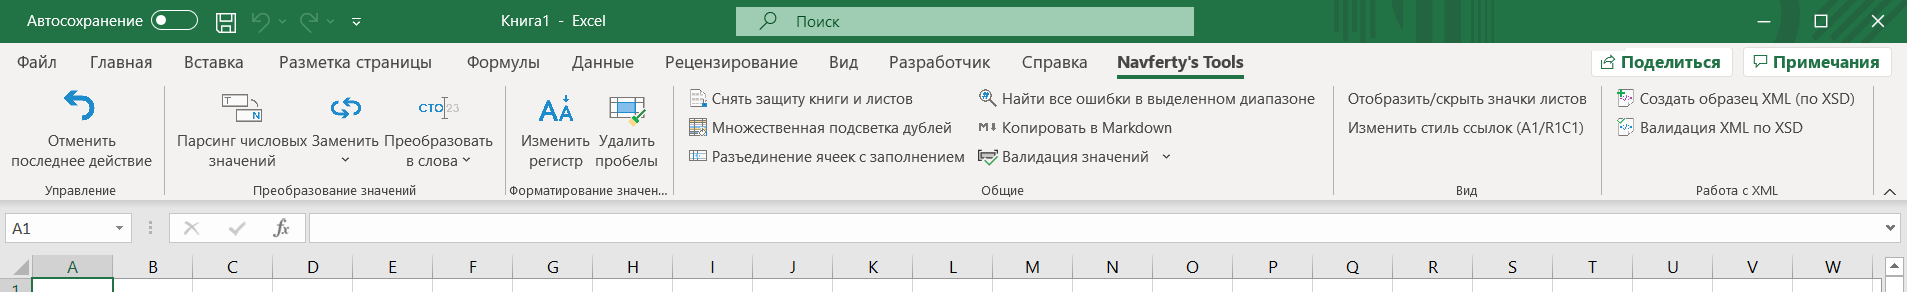 Автосохранение Книга1 - Excel Поиск
Файл Главная Вставка Разметка страницы Формулы Данные Рецензирование Вид Разработчик Справка Navferty's Tools Поделиться Примечания
Отменить последнее действие
Управление
Парсинг числовых значений
Заменить
СТО123
Преобразовать в слова
Преобразование значений
Изменить регистр
Удалить пробелы
Форматирование значен...
Снять защиту книги и листов
Множественная подсветка дублей
Разъединение ячеек с заполнением
Найти все ошибки в выделенном диапазоне
Копировать в Markdown
Валидация значений
Общие
Отобразить/скрыть значки листов
Изменить стиль ссылок (A1/R1C1)
Вид
Создать образец XML (по XSD)
Валидация XML по XSD
Работа с XML
A1 fx
A B C D E F G H I J K L M N O P Q R S T U V W
1